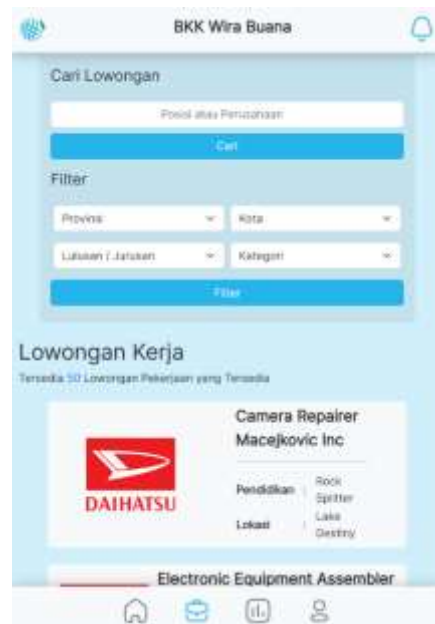 BKK Wira Buana
Cari Lowongan
Posisi atau Perusahaan
Cari
Filter
Provinsi
Kota
Lulusan / Jurusan
Kategori
Filter
Lowongan Kerja
Tersedia 50 Lowongan Pekerjaan yang Tersedia
Camera Repairer
Macejkovic Inc
DAIHATSU
Pendidikan : Rock
Splitter
Lokasi : Lake
Destiny
Electronic Equipment Assembler